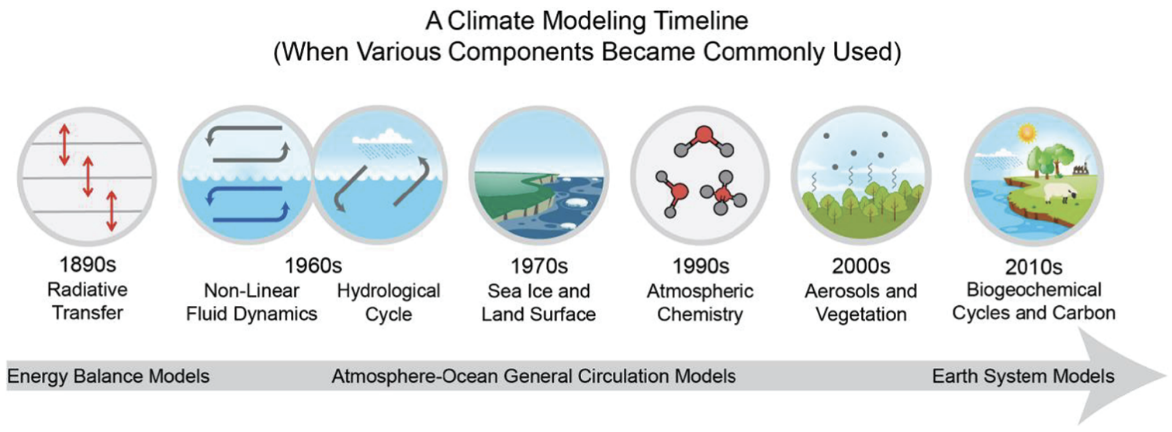 A Climate Modeling Timeline
(When Various Components Became Commonly Used)
1890s
Radiative
Transfer
1960s
Non-Linear
Fluid Dynamics
Hydrological
Cycle
1970s
Sea Ice and
Land Surface
1990s
Atmospheric
Chemistry
2000s
Aerosols and
Vegetation
2010s
Biogeochemical
Cycles and Carbon
Energy Balance Models
Atmosphere-Ocean General Circulation Models
Earth System Models